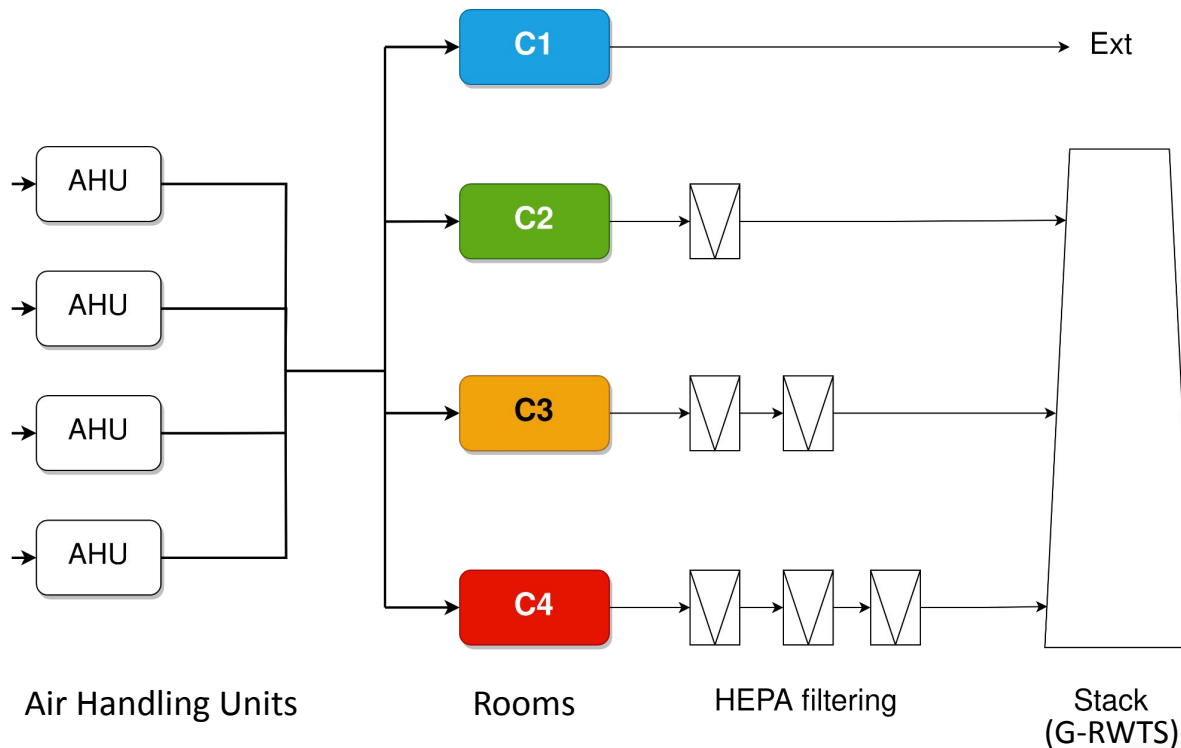 C1
Ext
AHU
C2
AHU
C3
AHU
AHU
C4
Air Handling Units
Rooms
HEPA filtering
Stack
(G-RWTS)